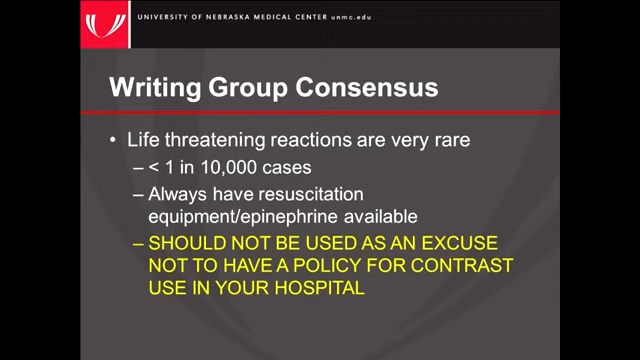 UNIVERSITY OF NEBRASKA MEDICAL CENTER unmc.edu
Writing Group Consensus
• Life threatening reactions are very rare
– < 1 in 10,000 cases
– Always have resuscitation
equipment/epinephrine available
– SHOULD NOT BE USED AS AN EXCUSE
NOT TO HAVE A POLICY FOR CONTRAST
USE IN YOUR HOSPITAL